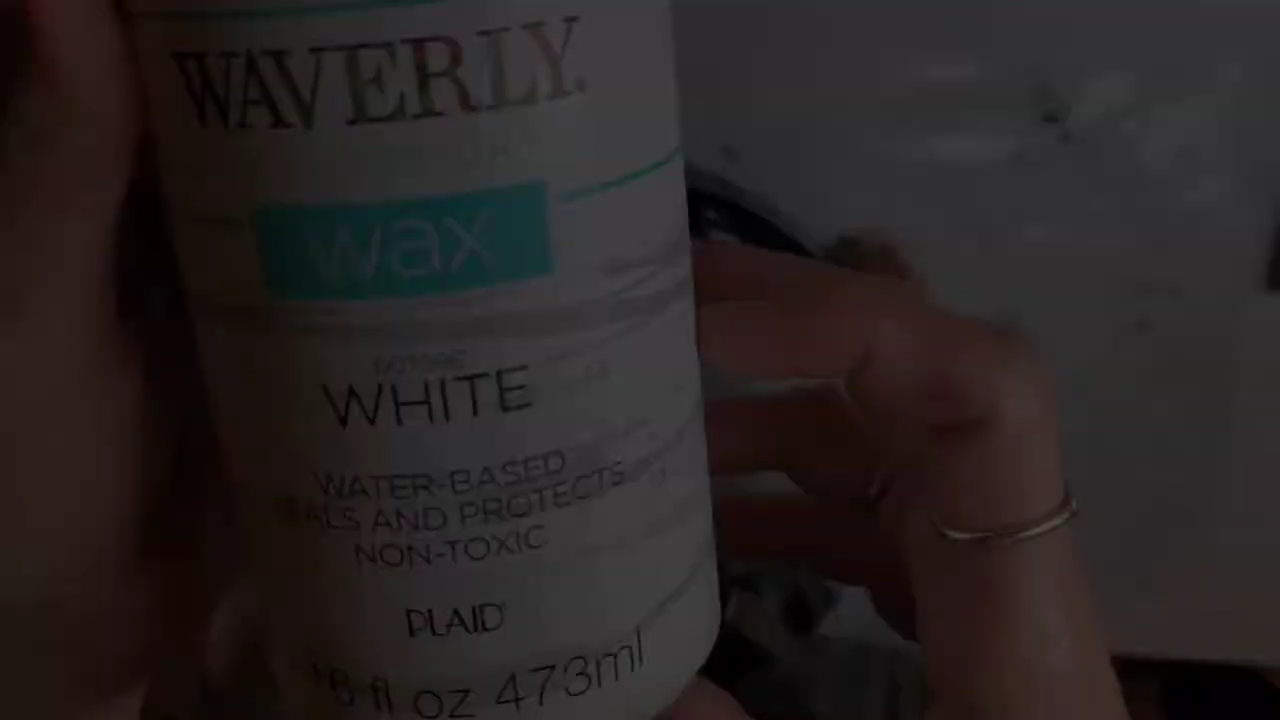 WAVERLY
wax
WHITE
WATER-BASED
AND PROTECTS
NON-TOXIC
PLAID
fl oz 473ml